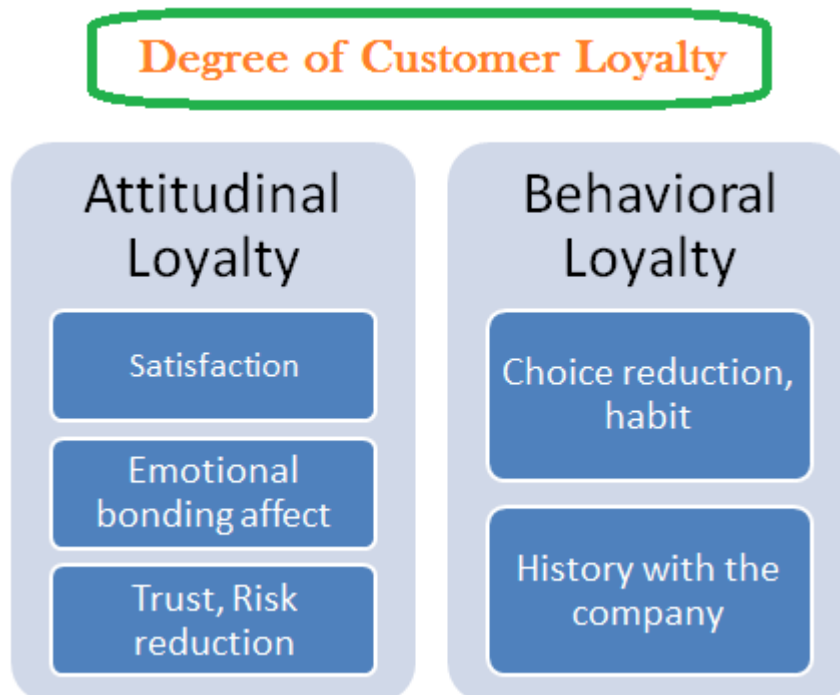 Degree of Customer Loyalty
Attitudinal
Loyalty
Satisfaction
Emotional
bonding affect
Trust, Risk
reduction
Behavioral
Loyalty
Choice reduction,
habit
History with the
company